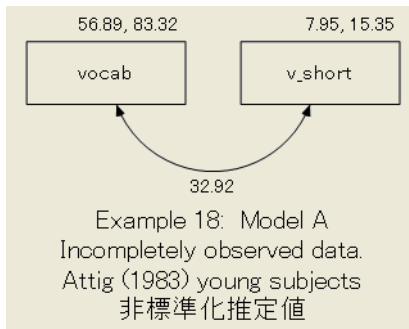 56.89, 83.32 7.95, 15.35
vocab v_short
32.92
Example 18: Model A
Incompletely observed data.
Attig (1983) young subjects
非標準化推定値